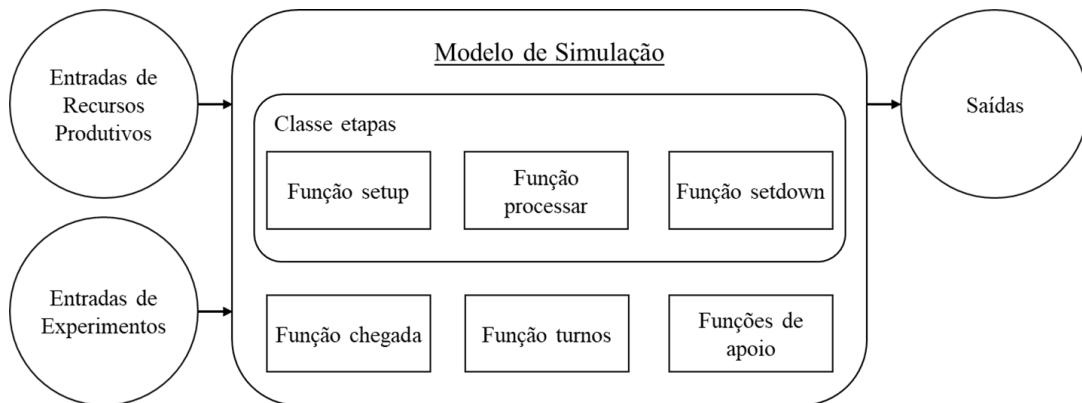 Entradas de
Recursos
Produtivos
Entradas de
Experimentos
Modelo de Simulação
Classe etapas
Função setup
Função
processar
Função setdown
Função chegada
Função turnos
Funções de
apoio
Saídas